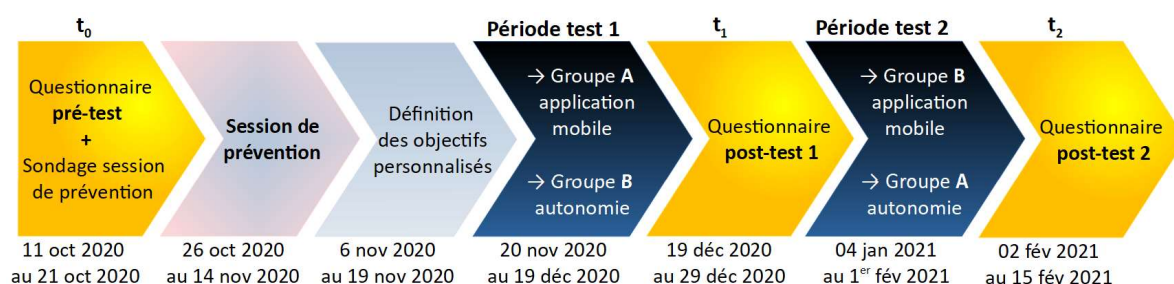 t0
Questionnaire
pré-test
+
Sondage session
de prévention
11 oct 2020
au 21 oct 2020
Session de
prévention
26 oct 2020
au 14 nov 2020
Définition
des objectifs
personnalisés
6 nov 2020
au 19 nov 2020
Période test 1
→ Groupe A
application
mobile
→ Groupe B
autonomie
20 nov 2020
au 19 déc 2020
t1
Questionnaire
post-test 1
19 déc 2020
au 29 déc 2020
Période test 2
→ Groupe B
application
mobile
→ Groupe A
autonomie
04 jan 2021
au 1er fév 2021
t2
Questionnaire
post-test 2
02 fév 2021
au 15 fév 2021